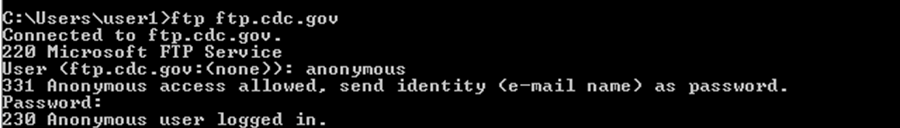 C:\Users\user1>ftp ftp.cdc.gov
Connected to ftp.cdc.gov.
220 Microsoft FTP Service
User (ftp.cdc.gov:(none)): anonymous
331 Anonymous access allowed, send identity (e-mail name) as password.
Password:
230 Anonymous user logged in.